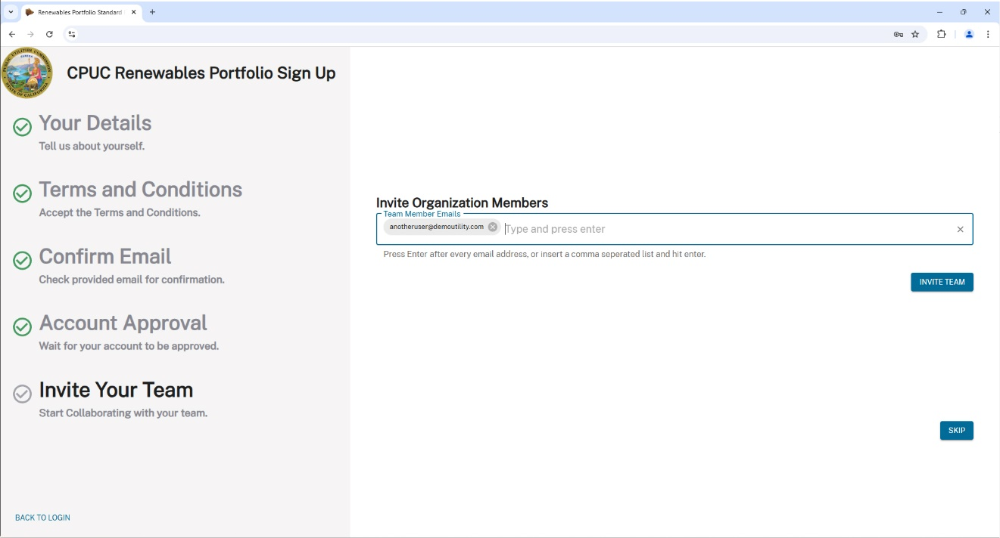 Renewables Portfolio Standard
CPUC Renewables Portfolio Sign Up
Your Details
Tell us about yourself.
Terms and Conditions
Accept the Terms and Conditions.
Confirm Email
Check provided email for confirmation.
Account Approval
Wait for your account to be approved.
Invite Your Team
Start Collaborating with your team.
BACK TO LOGIN
Invite Organization Members
Team Member Emails
anotheruser@demoutility.com Type and press enter
Press Enter after every email address, or insert a comma seperated list and hit enter.
INVITE TEAM
SKIP